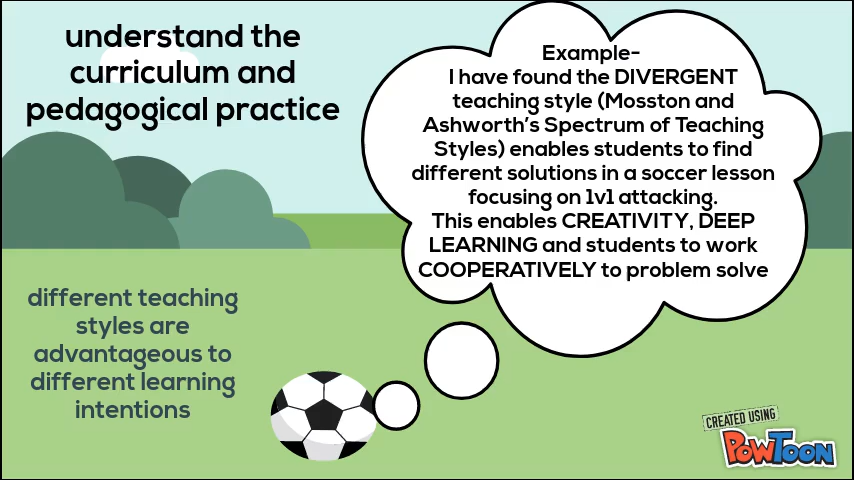 understand the
curriculum and
pedagogical practice
Example-
I have found the DIVERGENT
teaching style (Mosston and
Ashworth's Spectrum of Teaching
Styles) enables students to find
different solutions in a soccer lesson
focusing on 1v1 attacking.
This enables CREATIVITY, DEEP
LEARNING and students to work
COOPERATIVELY to problem solve
different teaching
styles are
advantageous to
different learning
intentions
CREATED USING
POWTOON